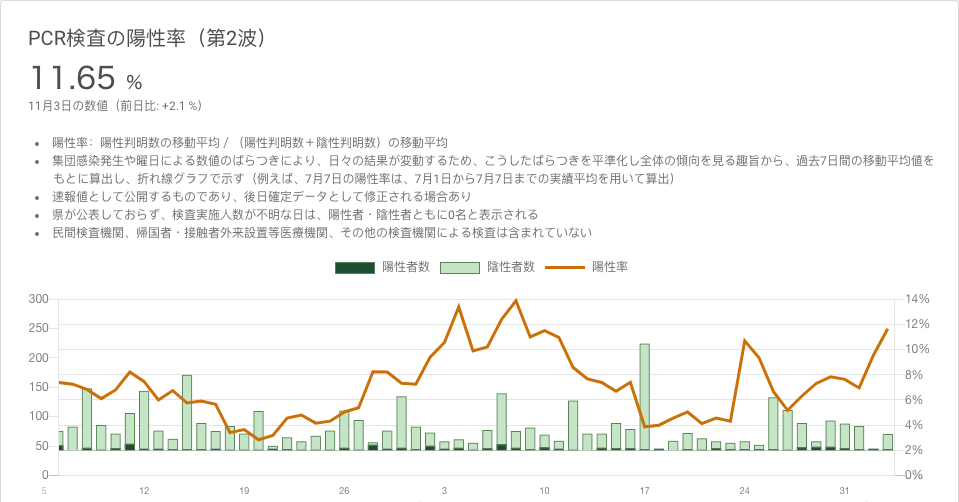 PCR検査の陽性率（第2波）
11.65 %
11月3日の数値（前日比: +2.1 %）
陽性率：陽性判明数の移動平均 / （陽性判明数＋陰性判明数）の移動平均
集団感染発生や曜日による数値のばらつきにより、日々の結果が変動するため、こうしたばらつきを平準化し全体の傾向を見る趣旨から、過去7日間の移動平均値を
もとに算出し、折れ線グラフで示す（例えば、7月7日の陽性率は、7月1日から7月7日までの実績平均を用いて算出）
速報値として公開するものであり、後日確定データとして修正される場合あり
県が公表しておらず、検査実施人数が不明な日は、陽性者・陰性者ともに0名と表示される
民間検査機関、帰国者・接触者外来設置等医療機関、その他の検査機関による検査は含まれていない
陽性者数 陰性者数 陽性率
300 14%
250 12%
200 10%
150 8%
100 6%
50 4%
0 2%
0%
5 12 19 26 3 10 17 24 31